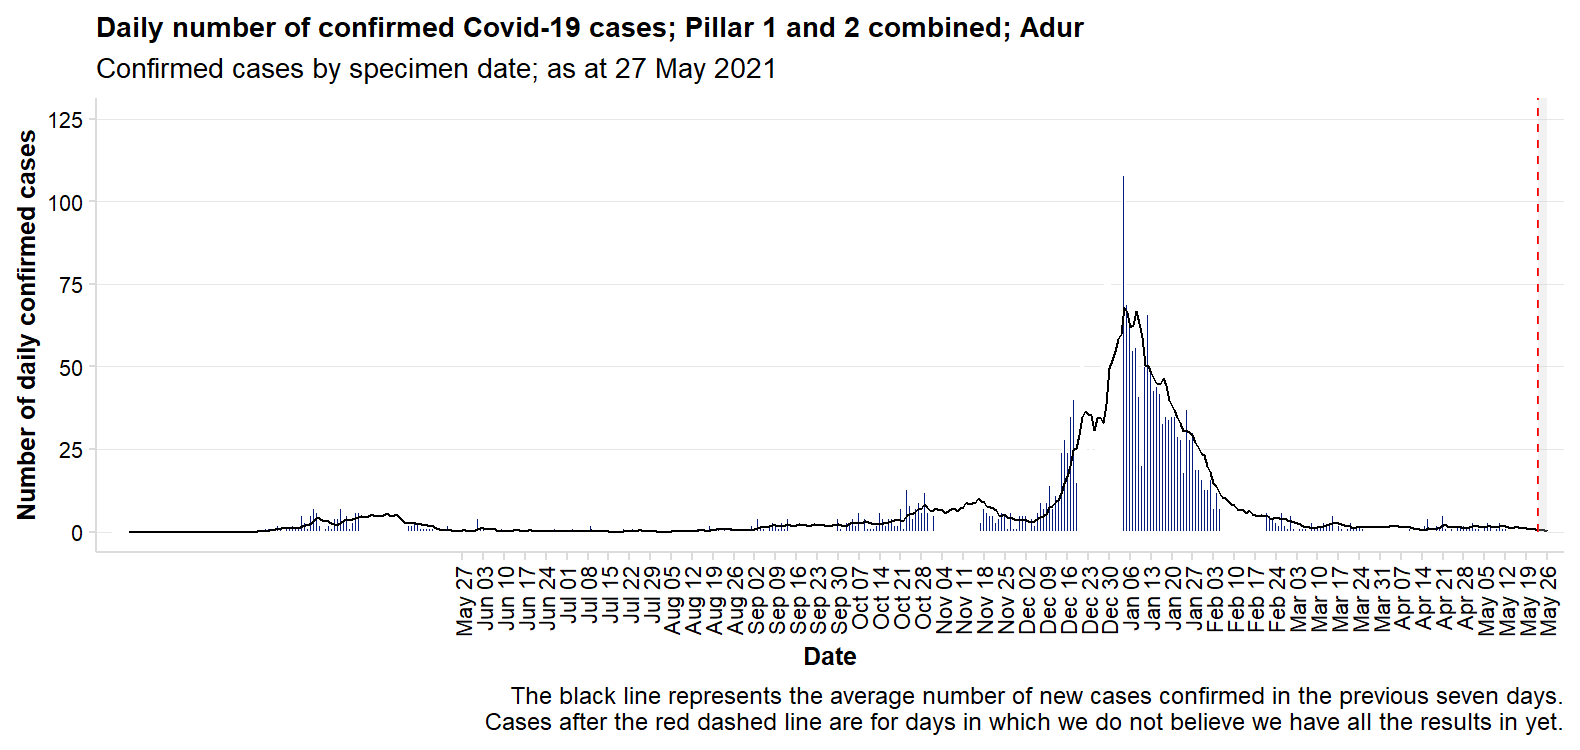 Daily number of confirmed Covid-19 cases; Pillar 1 and 2 combined; Adur
Confirmed cases by specimen date; as at 27 May 2021
Number of daily confirmed cases
125
100
75
50
25
0
May 27
Jun 03
Jun 10
Jun 17
Jun 24
Jul 01
Jul 08
Jul 15
Jul 22
Jul 29
Aug 05
Aug 12
Aug 19
Aug 26
Sep 02
Sep 09
Sep 16
Sep 23
Sep 30
Oct 07
Oct 14
Oct 21
Oct 28
Nov 04
Nov 11
Nov 18
Nov 25
Dec 02
Dec 09
Dec 16
Dec 23
Dec 30
Jan 06
Jan 13
Jan 20
Jan 27
Feb 03
Feb 10
Feb 17
Feb 24
Mar 03
Mar 10
Mar 17
Mar 24
Mar 31
Apr 07
Apr 14
Apr 21
Apr 28
May 05
May 12
May 19
May 26
Date
The black line represents the average number of new cases confirmed in the previous seven days.
Cases after the red dashed line are for days in which we do not believe we have all the results in yet.